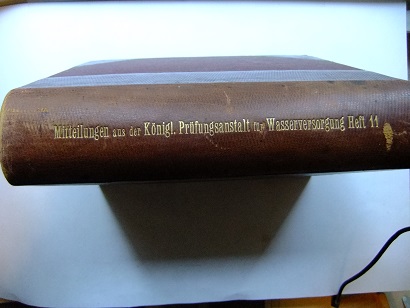 Mitteilungen aus der Königl. Prüfungsanstalt für Wasserversorgung Heft 11